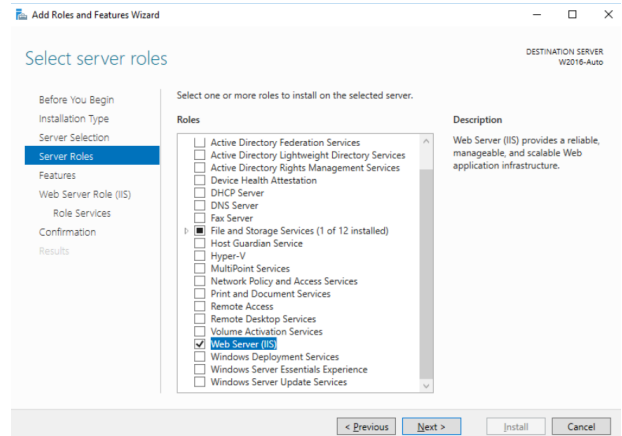 Add Roles and Features Wizard
Select server roles
DESTINATION SERVER
W2016-Auto
Before You Begin
Installation Type
Server Selection
Server Roles
Features
Web Server Role (IIS)
Role Services
Confirmation
Results
Select one or more roles to install on the selected server.
Roles
Active Directory Federation Services
Active Directory Lightweight Directory Services
Active Directory Rights Management Services
Device Health Attestation
DHCP Server
DNS Server
Fax Server
File and Storage Services (1 of 12 installed)
Host Guardian Service
Hyper-V
MultiPoint Services
Network Policy and Access Services
Print and Document Services
Remote Access
Remote Desktop Services
Volume Activation Services
Web Server (IIS)
Windows Deployment Services
Windows Server Essentials Experience
Windows Server Update Services
Description
Web Server (IIS) provides a reliable,
manageable, and scalable Web
application infrastructure.
< Previous
Next >
Install
Cancel